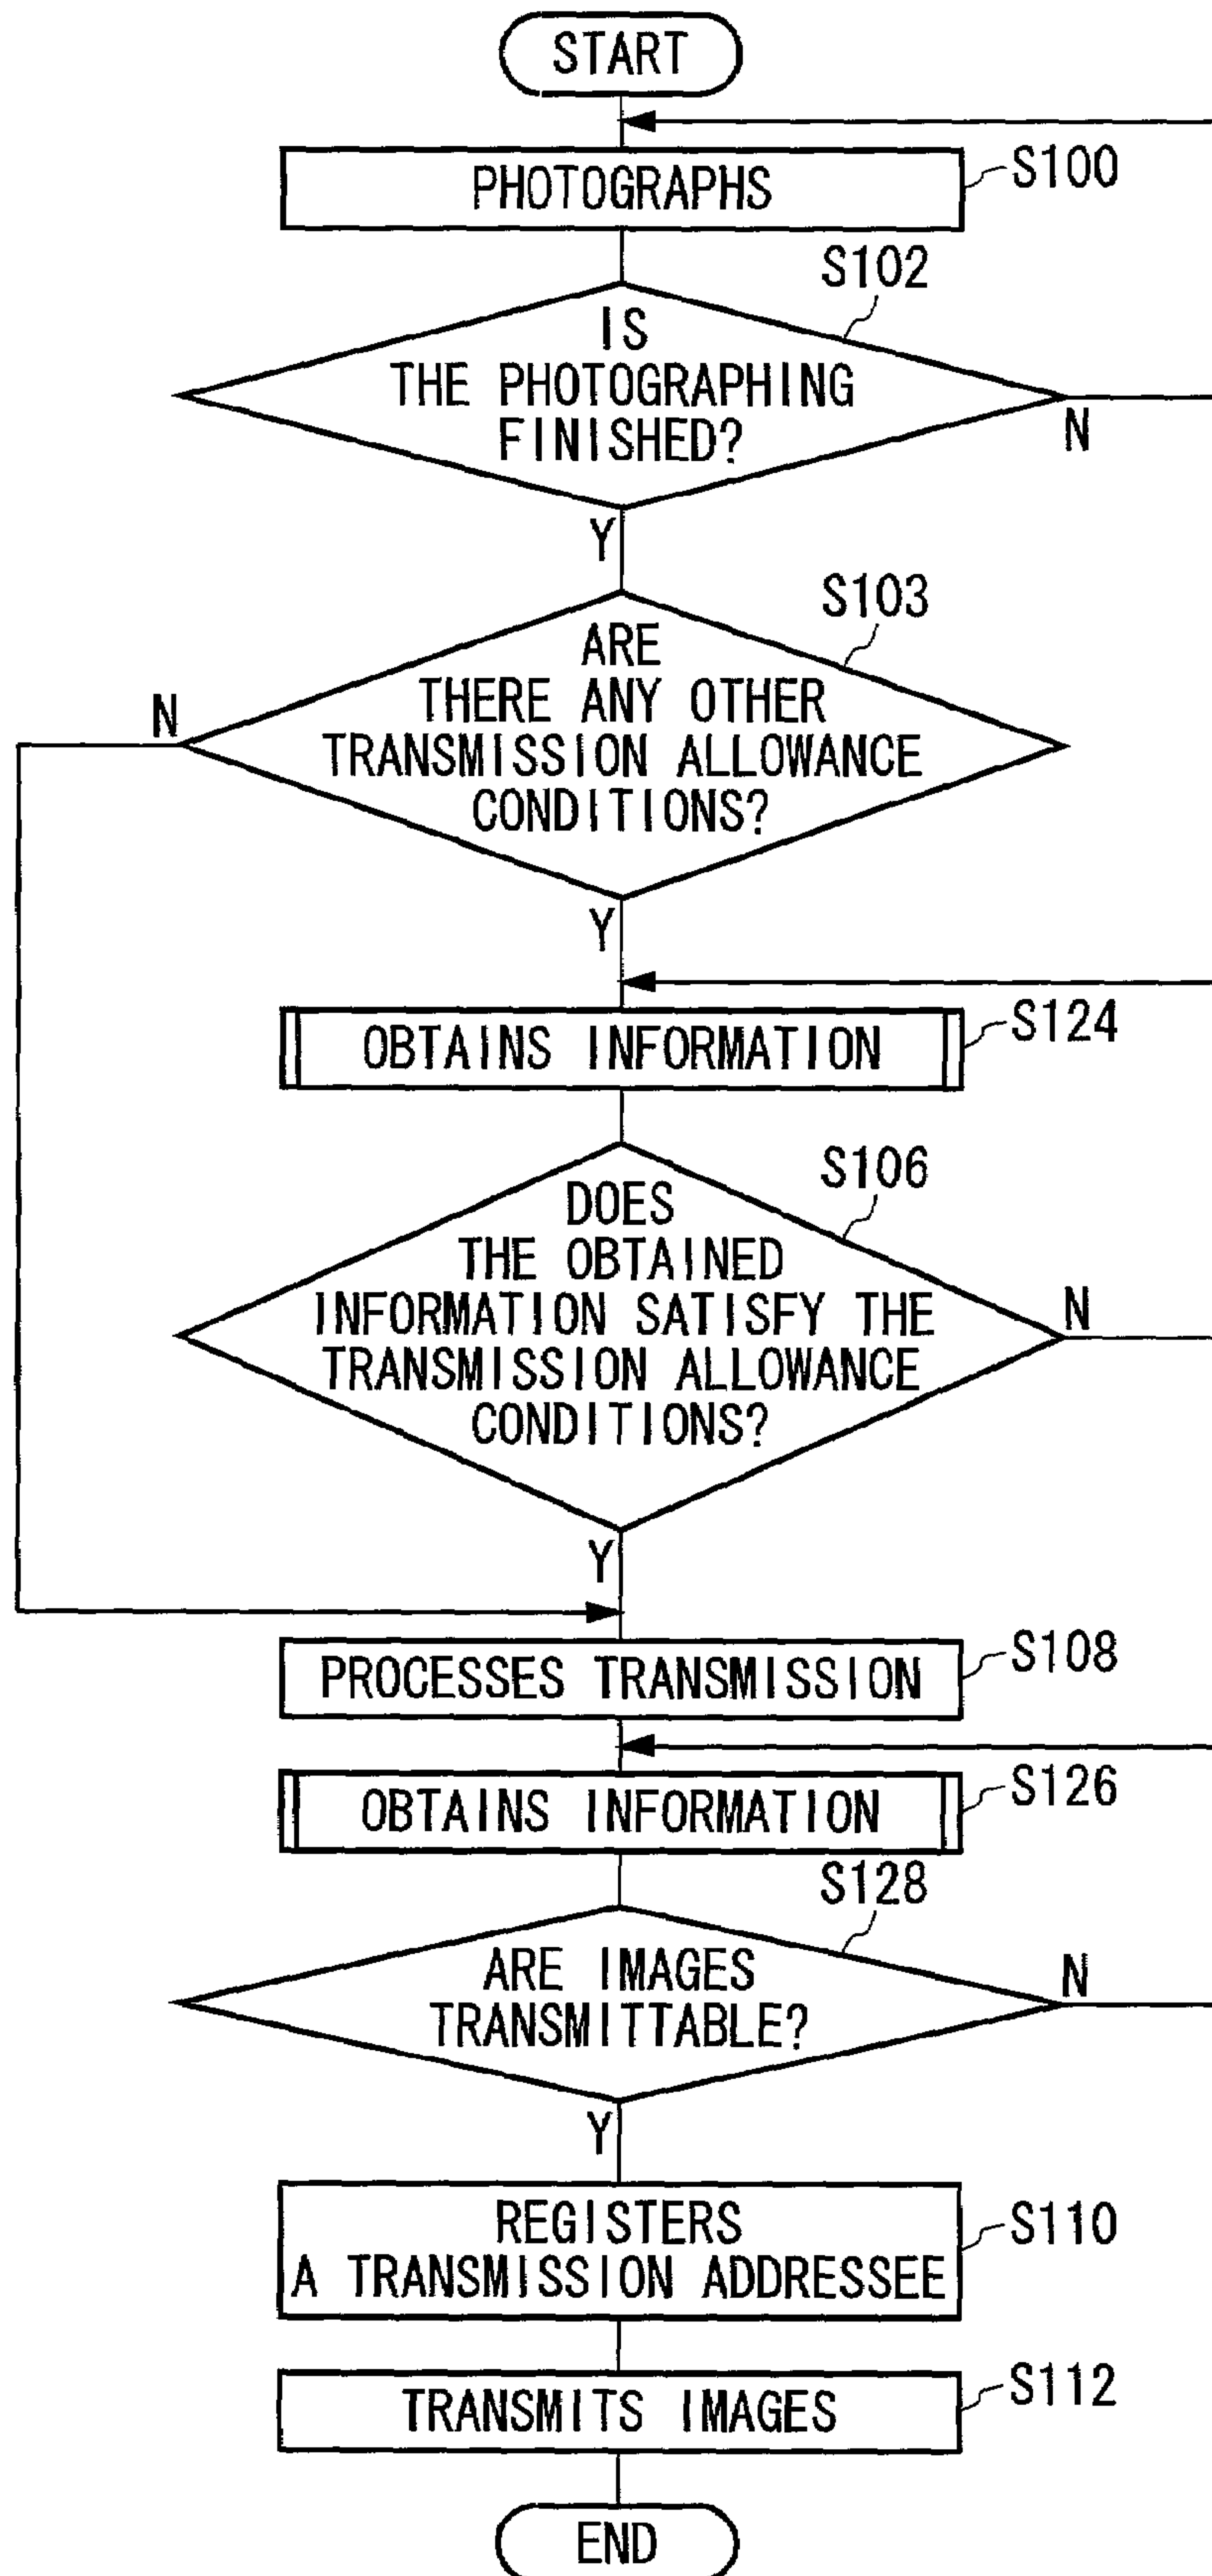 START
PHOTOGRAPHS
S100
S102
IS
THE PHOTOGRAPHING
FINISHED?
N
Y
S103
ARE
THERE ANY OTHER
TRANSMISSION ALLOWANCE
CONDITIONS?
N
Y
OBTAINS INFORMATION
S124
S106
DOES
THE OBTAINED
INFORMATION SATISFY THE
TRANSMISSION ALLOWANCE
CONDITIONS?
N
Y
PROCESSES TRANSMISSION
S108
OBTAINS INFORMATION
S126
S128
ARE IMAGES
TRANSMITTABLE?
N
Y
REGISTERS
A TRANSMISSION ADDRESSEE
S110
TRANSMITS IMAGES
S112
END